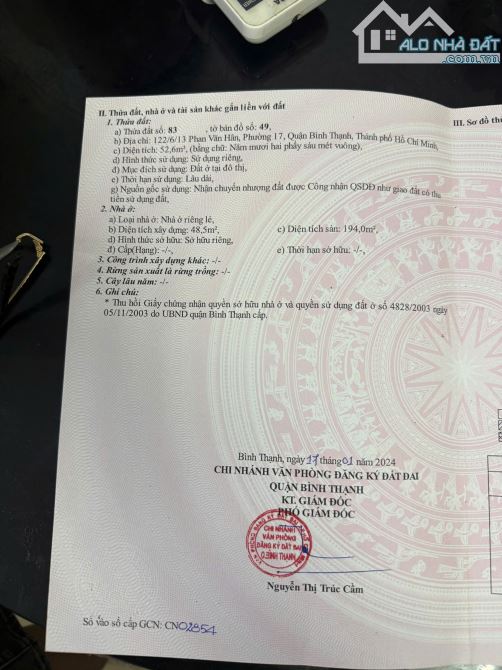 ALO NHÀ ĐẤT
.com.vn
II. Thửa đất, nhà ở và tài sản khác gắn liền với đất
III. Sơ đồ th
1. Thửa đất:
a) Thửa đất số: 83 , tờ bản đồ số: 49,
b) Địa chỉ: 122/6/13 Phan Văn Hân, Phường 17, Quận Bình Thạnh, Thành phố Hồ Chí Minh,
c) Diện tích: 52,6m², (bằng chữ: Năm mươi hai phẩy sáu mét vuông),
d) Hình thức sử dụng: Sử dụng riêng,
đ) Mục đích sử dụng: Đất ở tại đô thị,
e) Thời hạn sử dụng: Lâu dài,
g) Nguồn gốc sử dụng: Nhận chuyển nhượng đất được Công nhận QSDĐ như giao đất có thu
tiền sử dụng đất,
2. Nhà ở:
a) Loại nhà ở: Nhà ở riêng lẻ,
b) Diện tích xây dựng: 48,5m², c) Diện tích sàn: 194,0m²,
d) Hình thức sở hữu: Sở hữu riêng,
đ) Cấp(Hạng): -/-, e) Thời hạn sở hữu: -/-,
3. Công trình xây dựng khác: -/-
4. Rừng sản xuất là rừng trồng: -/-
5. Cây lâu năm: -/-
6. Ghi chú:
* Thu hồi Giấy chứng nhận quyền sở hữu nhà ở và quyền sử dụng đất ở số 4828/2003 ngày
05/11/2003 do UBND quận Bình Thạnh cấp.
Bình Thạnh, ngày 17 tháng 01 năm 2024
CHI NHÁNH VĂN PHÒNG ĐĂNG KÝ ĐẤT ĐAI
QUẬN BÌNH THẠNH
KT. GIÁM ĐỐC
PHÓ GIÁM ĐỐC
CHI NHÁNH
VĂN PHÒNG
ĐĂNG KÝ ĐẤT ĐAI
Q.BÌNH THẠNH
Nguyễn Thị Trúc Cầm
Số vào sổ cấp GCN: CN02854